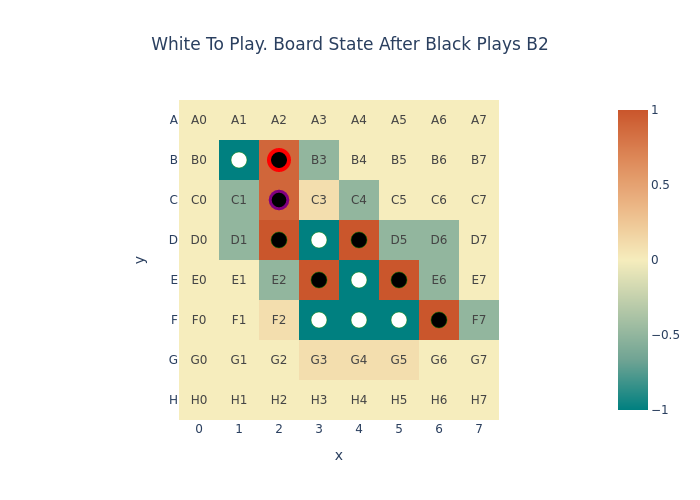 White To Play. Board State After Black Plays B2
A A0 A1 A2 A3 A4 A5 A6 A7
B B0 B3 B4 B5 B6 B7
C C0 C1 C3 C4 C5 C6 C7
D D0 D1 D5 D6 D7
E E0 E1 E2 E6 E7
F F0 F1 F2 F7
G G0 G1 G2 G3 G4 G5 G6 G7
H H0 H1 H2 H3 H4 H5 H6 H7
0 1 2 3 4 5 6 7
x
y
1
0.5
0
−0.5
−1